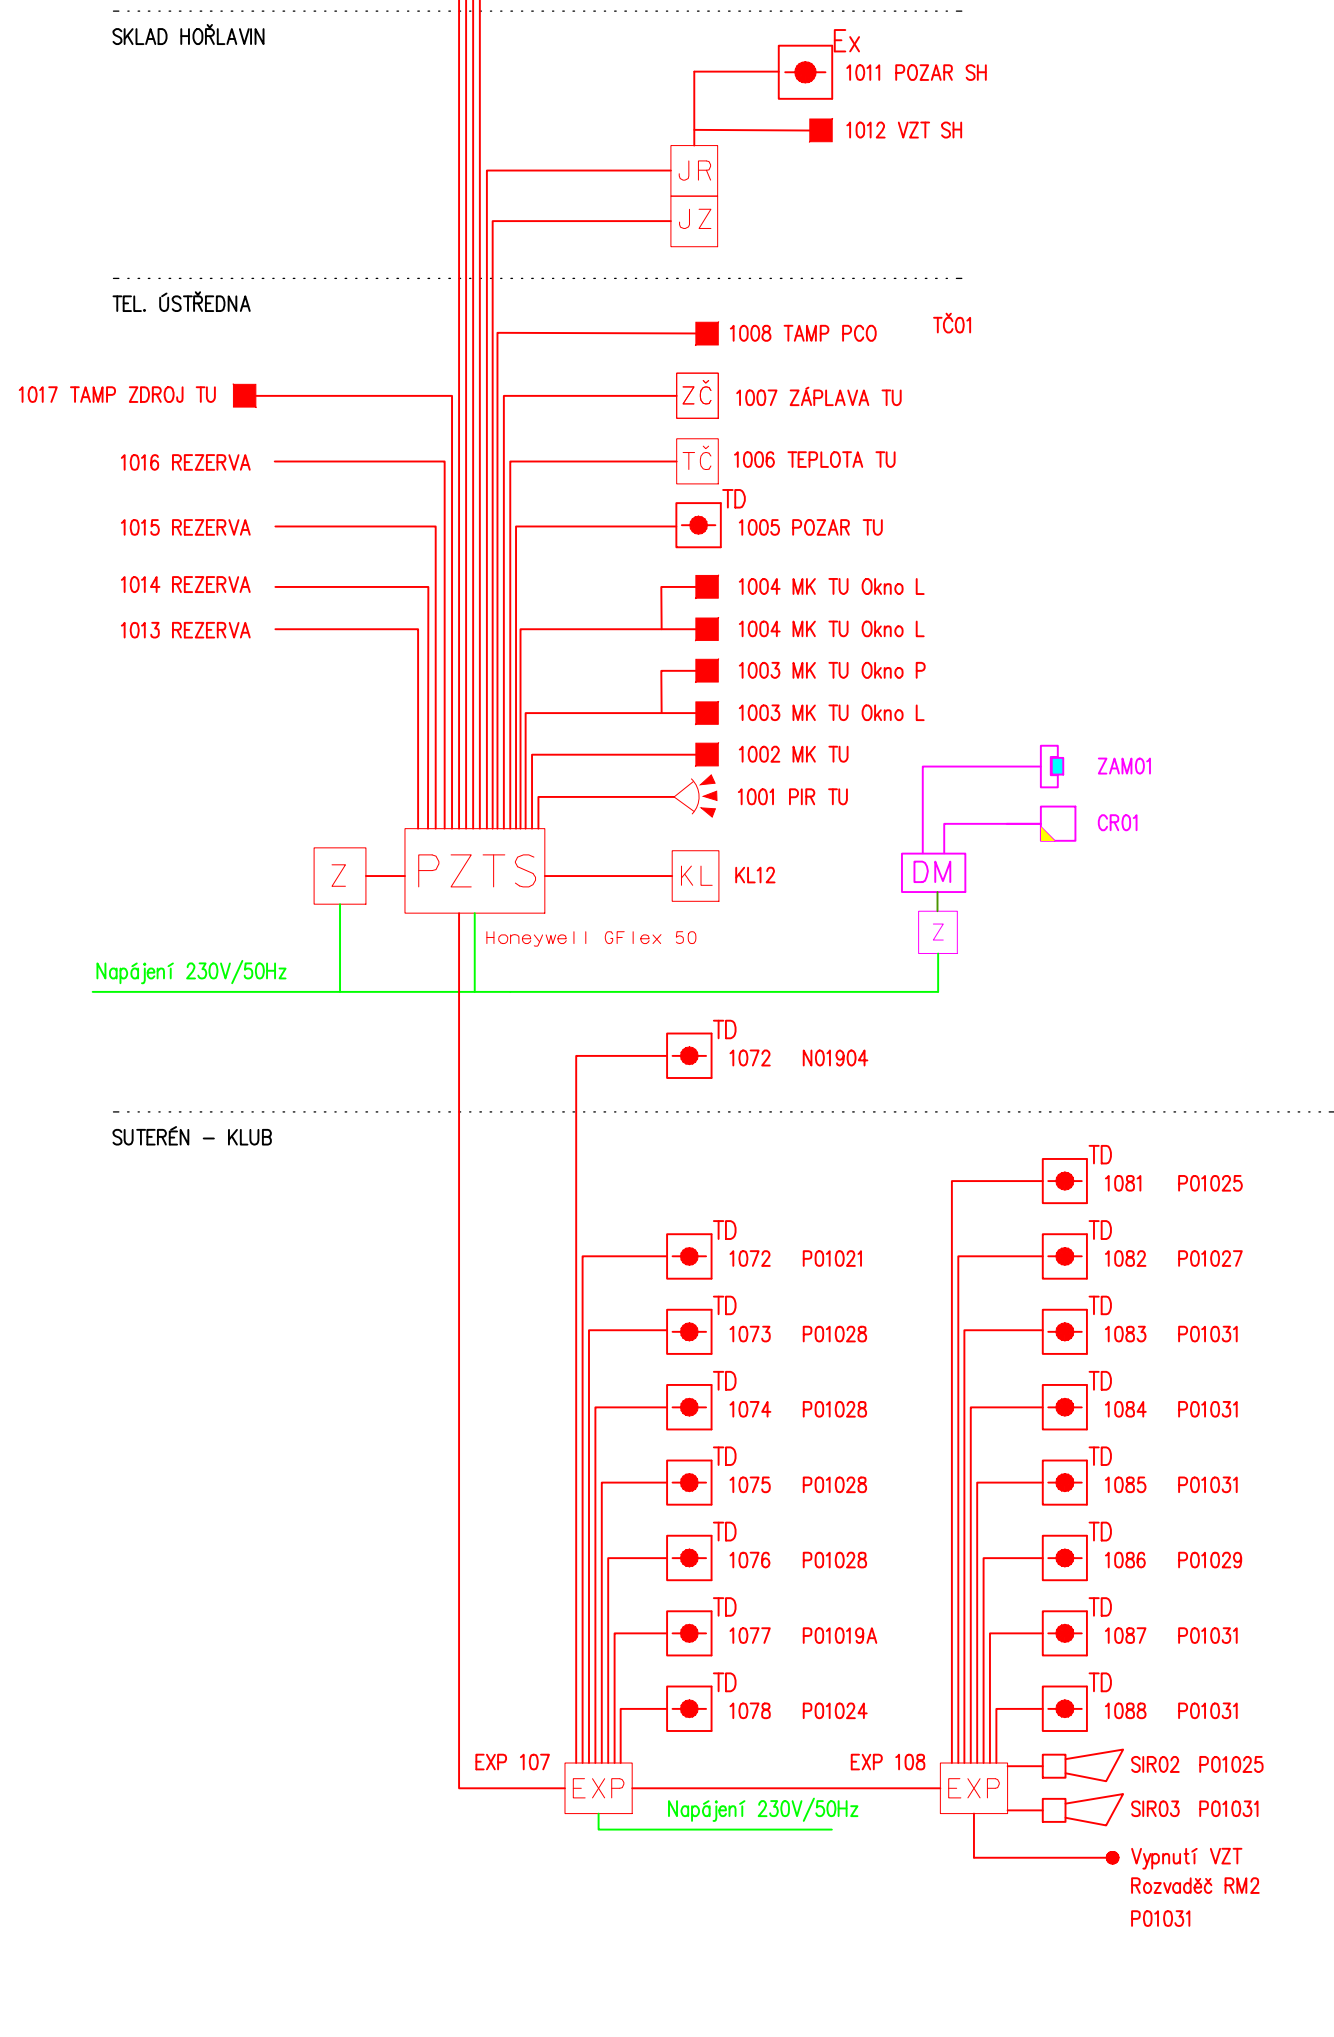 SKLAD HOŘLAVIN
Ex
1011 POZAR SH
1012 VZT SH
JR
JZ
TEL. ÚSTŘEDNA
1008 TAMP PCO
TČ01
1017 TAMP ZDROJ TU
ZČ
1007 ZÁPLAVA TU
1016 REZERVA
TČ
1006 TEPLOTA TU
TD
1015 REZERVA
1005 POZAR TU
1014 REZERVA
1004 MK TU Okno L
1013 REZERVA
1004 MK TU Okno L
1003 MK TU Okno P
1003 MK TU Okno L
1002 MK TU
ZAM01
1001 PIR TU
CR01
Z
PZTS
KL
KL12
DM
Honeywell GFlex 50
Z
Napájení 230V/50Hz
TD
1072 N01904
SUTERÉN - KLUB
TD
1081 P01025
TD
1072 P01021
TD
1082 P01027
TD
1073 P01028
TD
1083 P01031
TD
1074 P01028
TD
1084 P01031
TD
1075 P01028
TD
1085 P01031
TD
1076 P01028
TD
1086 P01029
TD
1077 P01019A
TD
1087 P01031
TD
1078 P01024
TD
1088 P01031
EXP 107
EXP
EXP 108
EXP
SIR02 P01025
Napájení 230V/50Hz
SIR03 P01031
Vypnutí VZT
Rozvaděč RM2
P01031